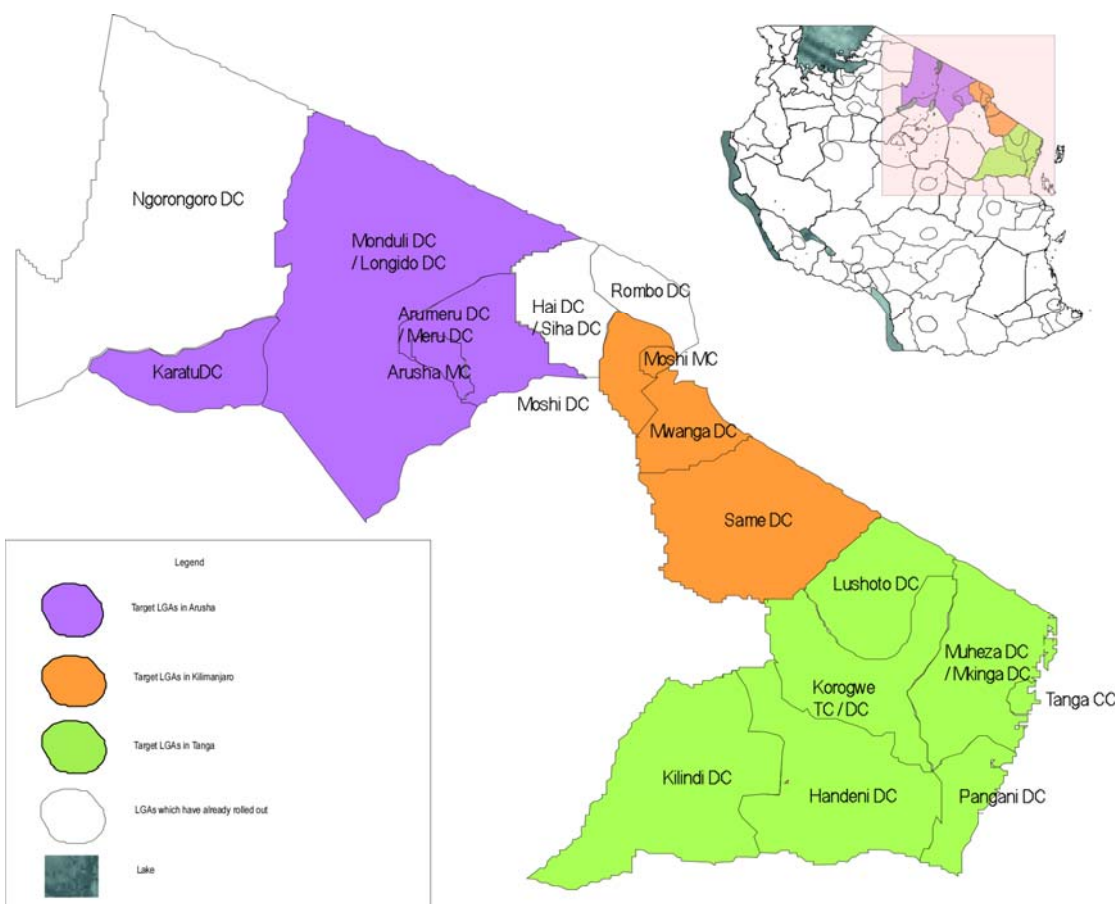 Ngorongoro DC
Monduli DC
/ Longido DC
Rombo DC
Hai DC
/ Siha DC
Arumeru DC
/ Meru DC
Moshi MC
KaratuDC
Arusha MC
Moshi DC
Mwanga DC
Same DC
Lushoto DC
Muheza DC
/ Mkinga DC
Korogwe
TC / DC
Tanga CC
Kilindi DC
Handeni DC
Pangani DC
Legend
Target LGAs in Arusha
Target LGAs in Kilimanjaro
Target LGAs in Tanga
LGAs which have already rolled out
Lake